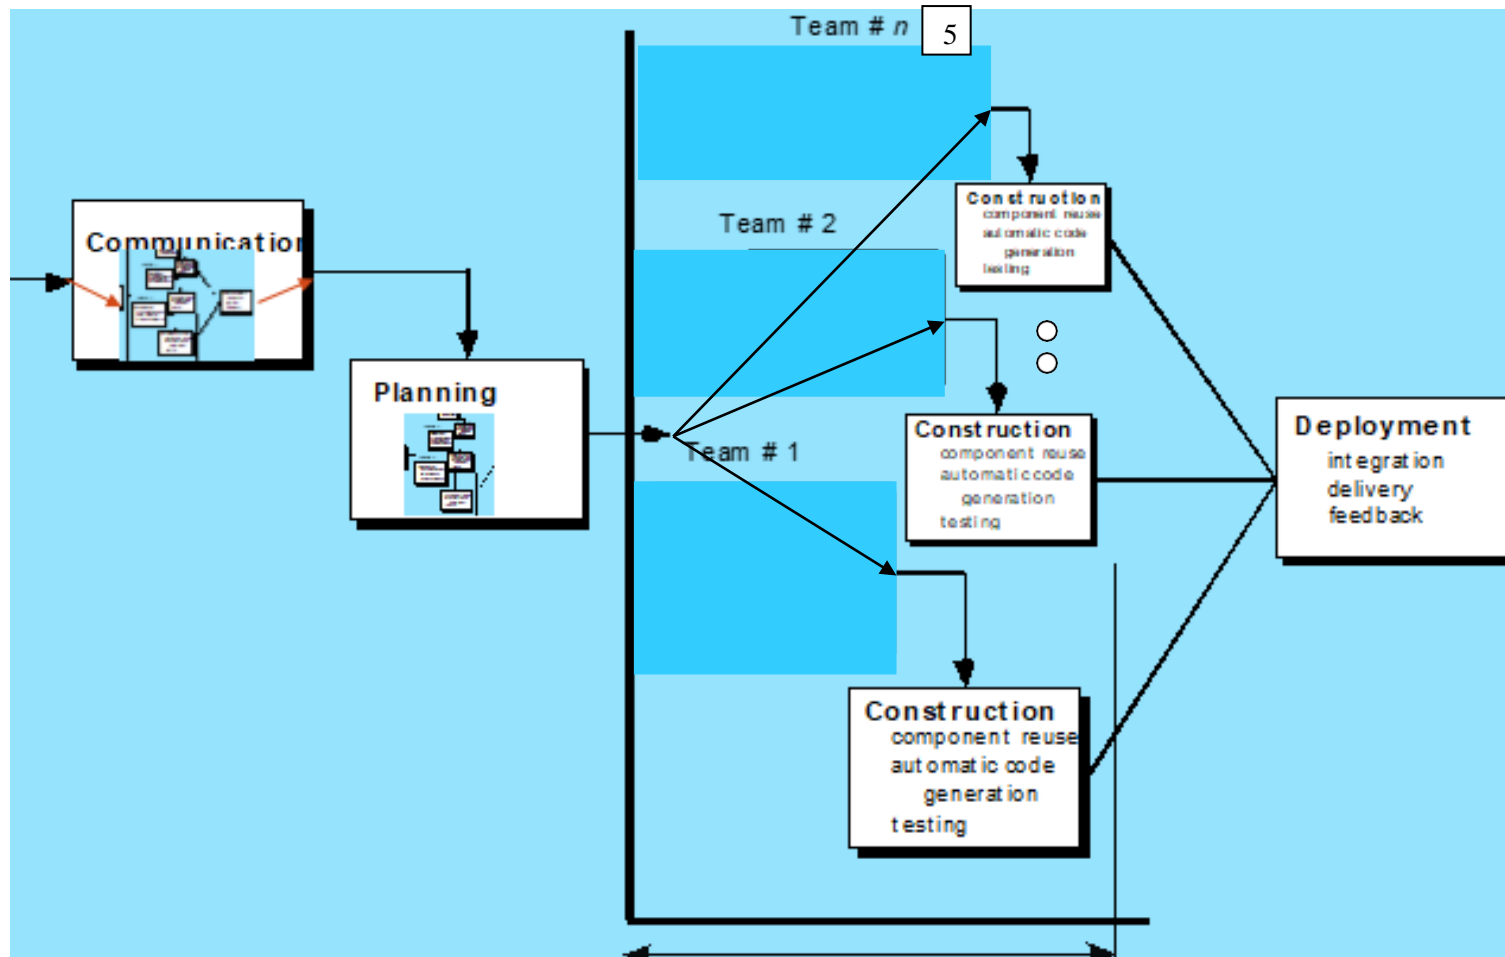 Team # n
5
Team # 2
Team # 1
Communication
Planning
Construction
component reuse
automatic code
generation
testing
Construction
component reuse
automatic code
generation
testing
Construction
component reuse
automatic code
generation
testing
Deployment
integration
delivery
feedback